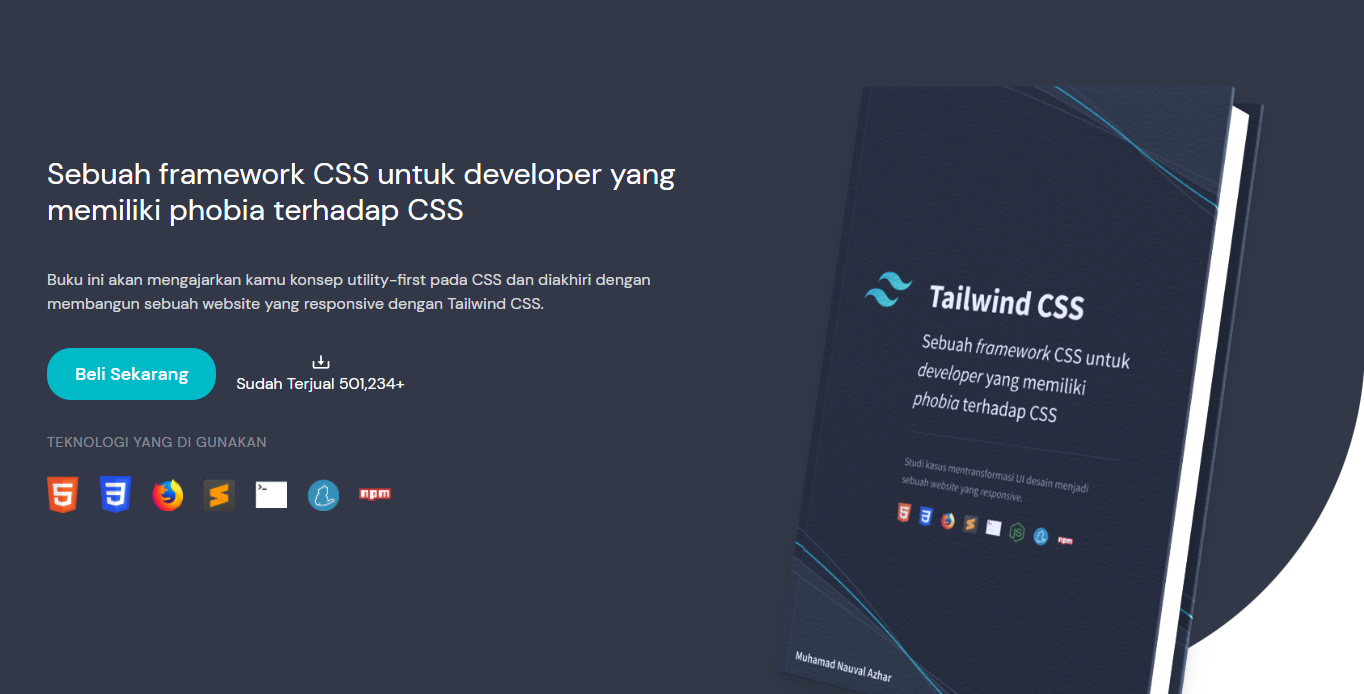 Sebuah framework CSS untuk developer yang
memiliki phobia terhadap CSS
Buku ini akan mengajarkan kamu konsep utility-first pada CSS dan diakhiri dengan
membangun sebuah website yang responsive dengan Tailwind CSS.
Beli Sekarang
Sudah Terjual 501,234+
TEKNOLOGI YANG DI GUNAKAN
npm
Tailwind CSS
Sebuah framework CSS untuk
developer yang memiliki
phobia terhadap CSS
Studi kasus mentransformasi UI desain menjadi
sebuah website yang responsive.
npm
Muhamad Nauval Azhar